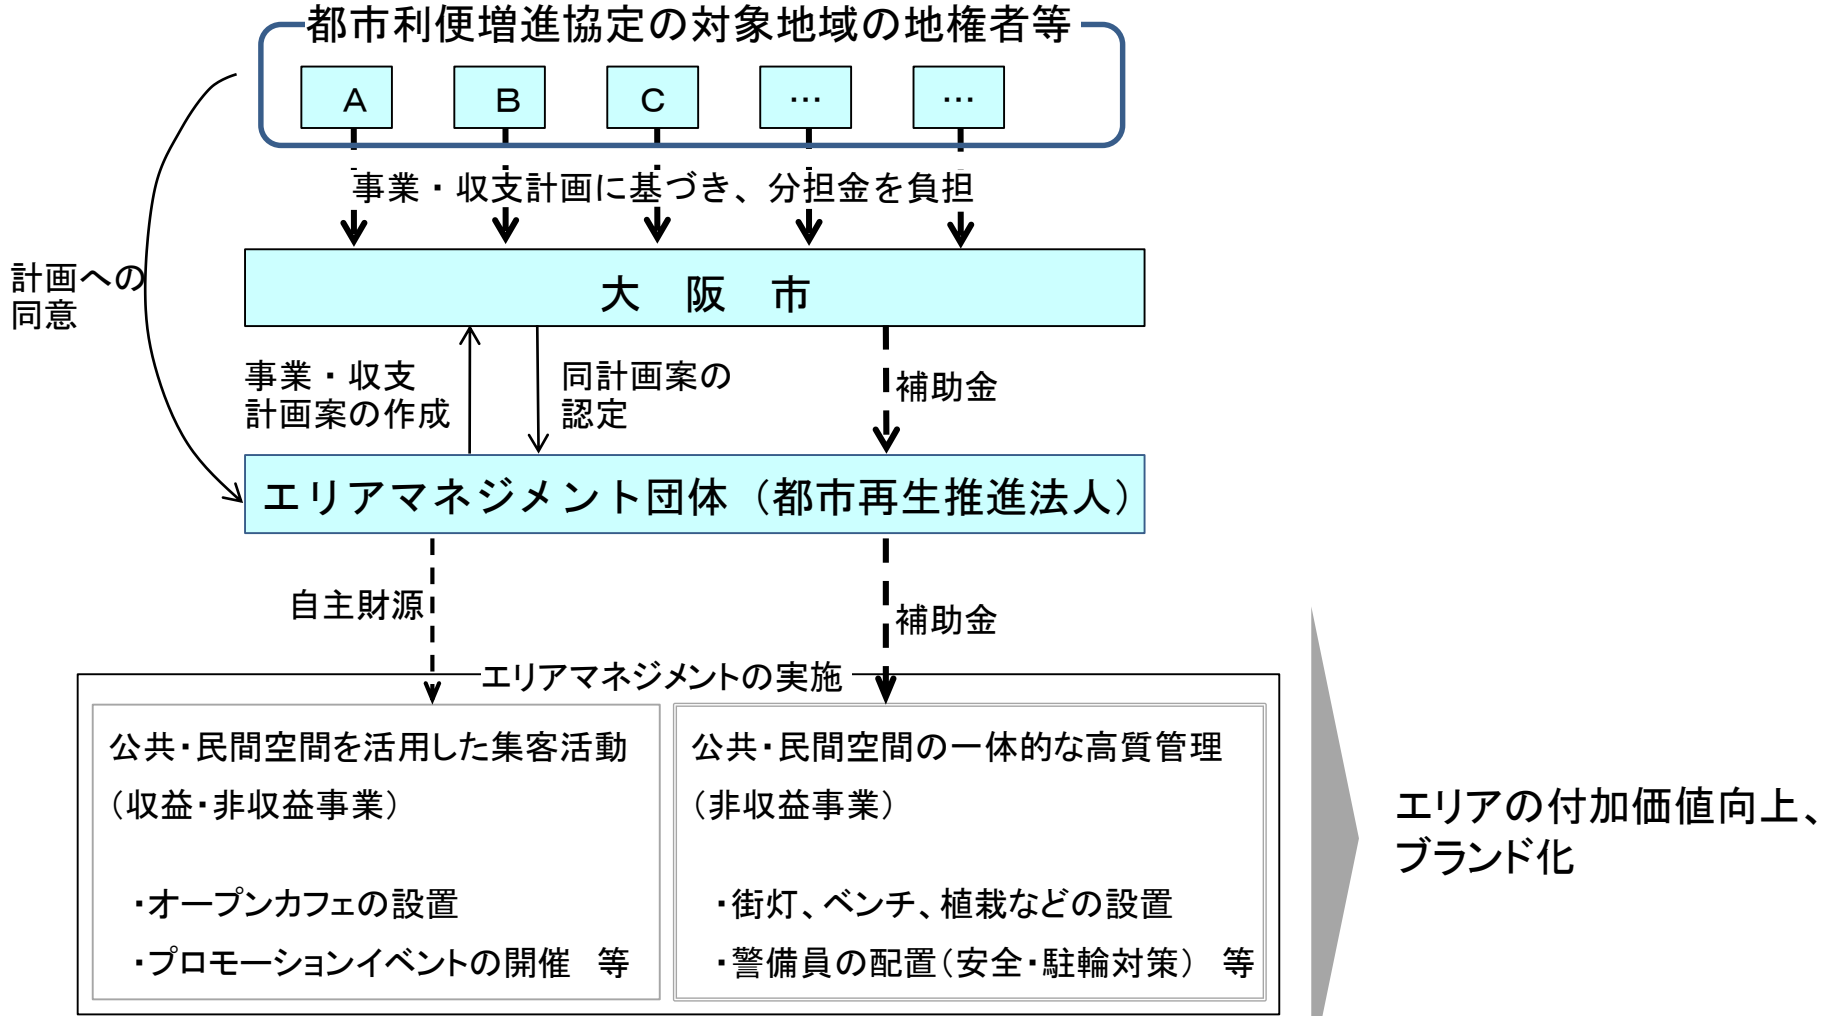 都市利便増進協定の対象地域の地権者等
A B C … …
事業・収支計画に基づき、分担金を負担
計画への
同意
大 阪 市
事業・収支
計画案の作成
同計画案の
認定
補助金
エリアマネジメント団体（都市再生推進法人）
自主財源
補助金
エリアマネジメントの実施
公共・民間空間を活用した集客活動
（収益・非収益事業）
・オープンカフェの設置
・プロモーションイベントの開催 等
公共・民間空間の一体的な高質管理
（非収益事業）
・街灯、ベンチ、植栽などの設置
・警備員の配置（安全・駐輪対策） 等
エリアの付加価値向上、
ブランド化